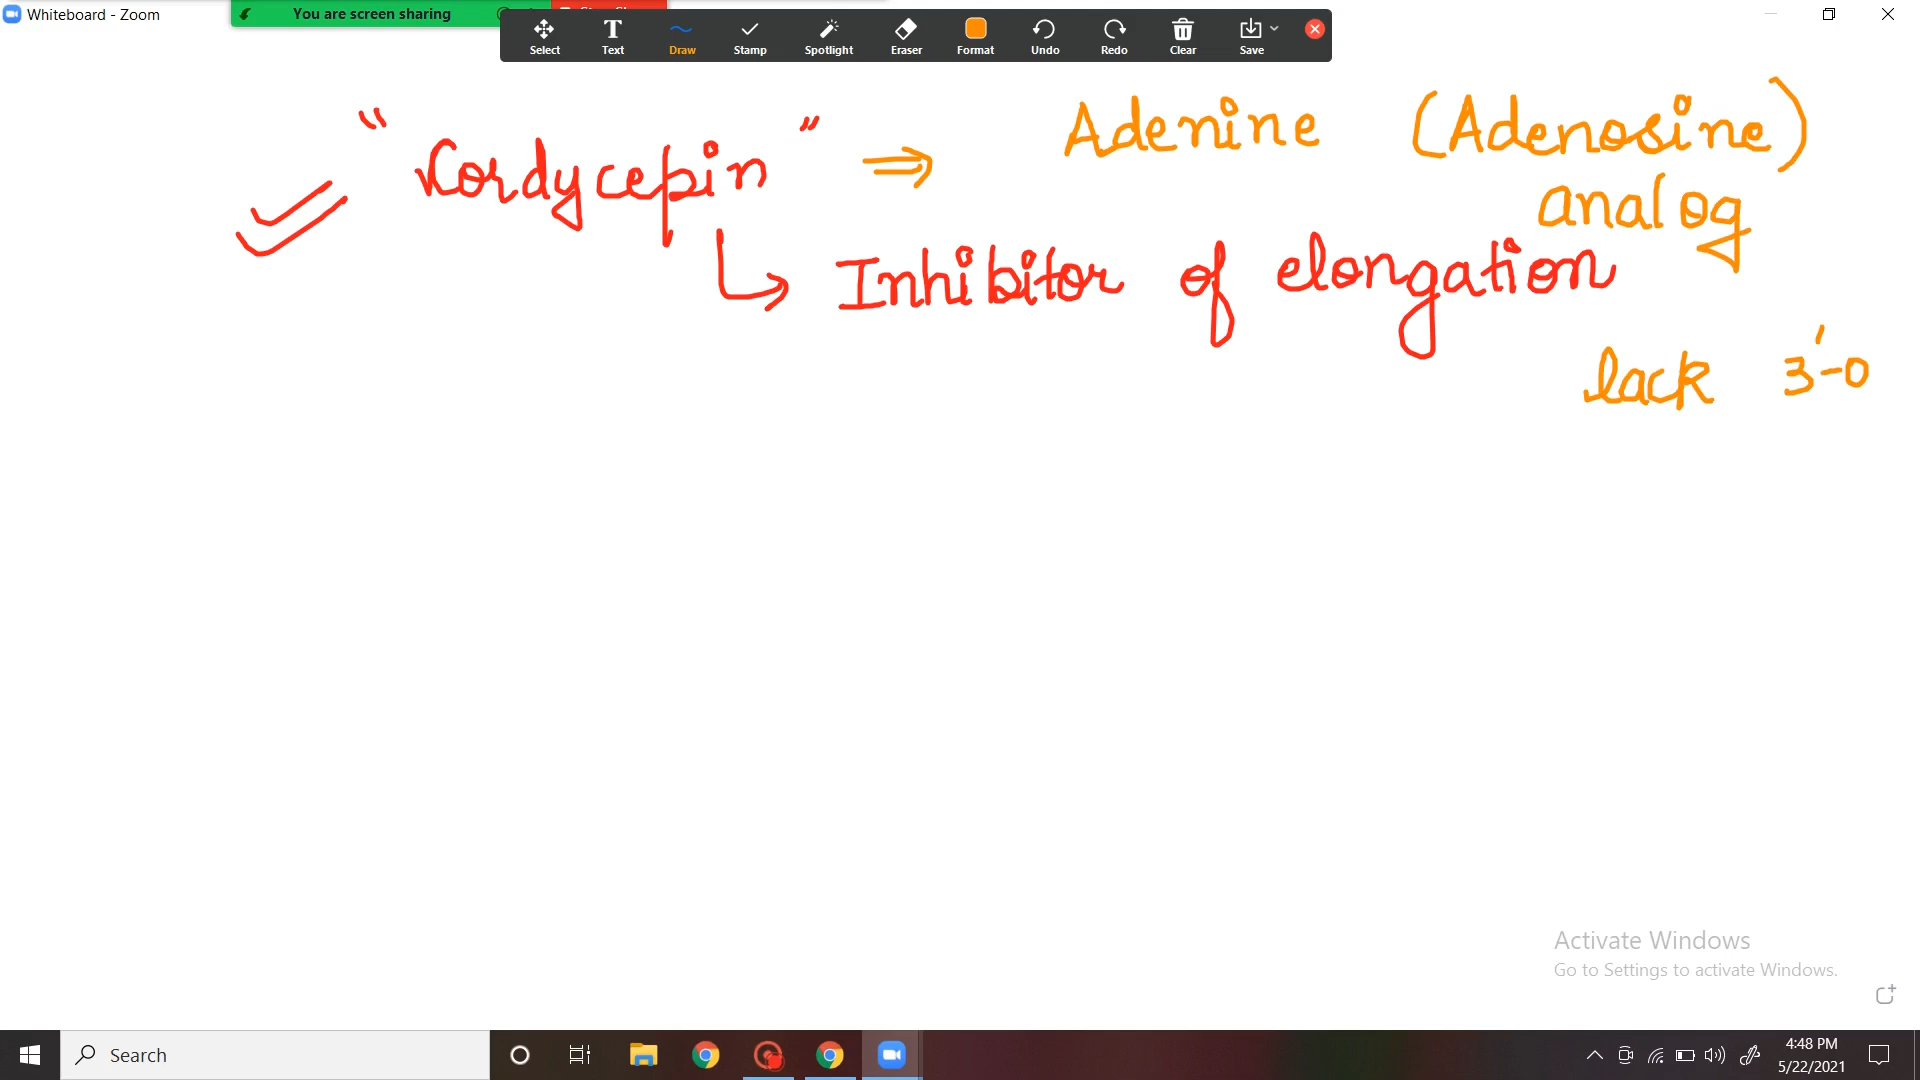 Whiteboard - Zoom
You are screen sharing
Select Text Draw Stamp Spotlight Eraser Format Undo Redo Clear Save
"Cordycepin" ⇒ Adenine (Adenosine)
analog
↳ Inhibitor of elongation
lack 3'-O
Activate Windows
Go to Settings to activate Windows.
Search
4:48 PM
5/22/2021